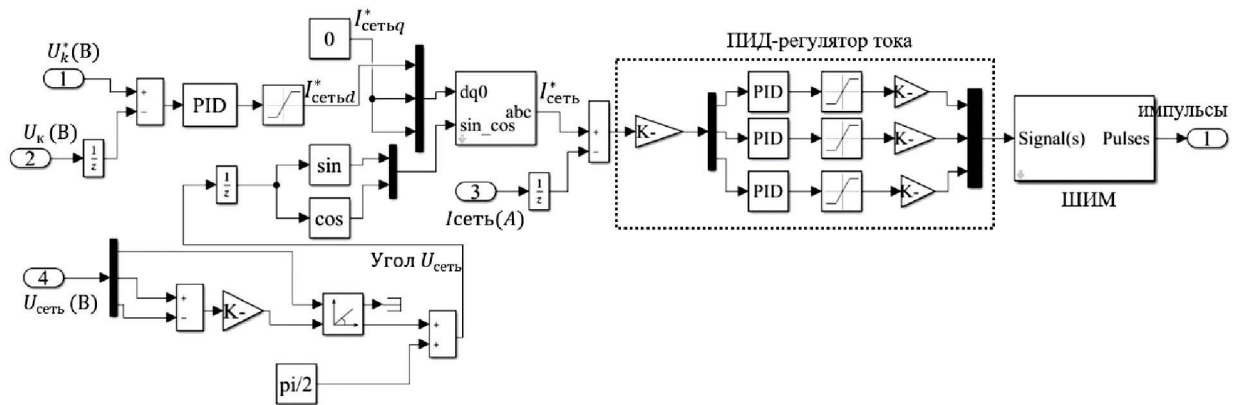 I*сетьq
ПИД-регулятор тока
U*k(В)
0
1
+
−
PID
I*сетьd
dq0
abc
sin_cos
I*сеть
+
−
K-
PID
K-
PID
K-
PID
K-
импульсы
Signal(s) Pulses
1
ШИМ
Uк (В)
2
1/z
1/z
sin
cos
3
1/z
Iсеть(A)
Угол Uсеть
4
Uсеть (В)
+
−
K-
+
+
pi/2